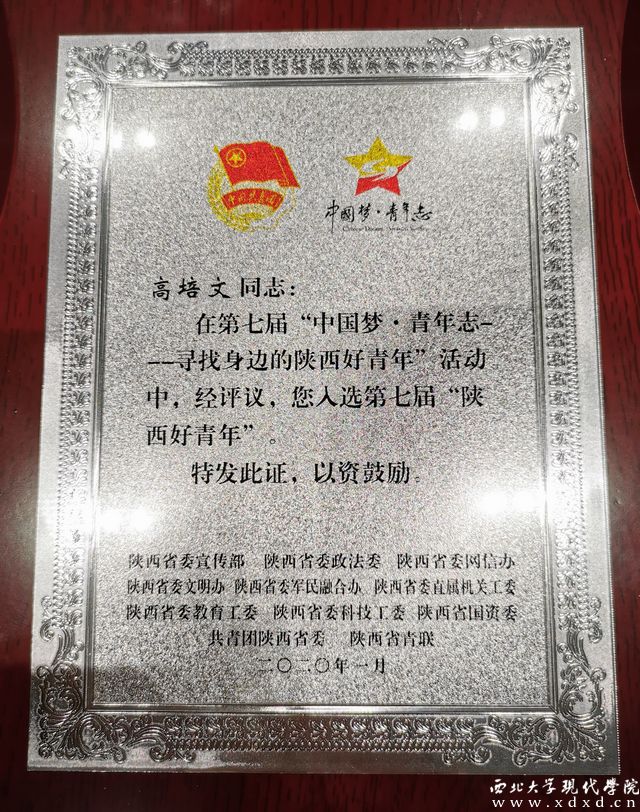 中国共青团
中國梦·青年志
高培文 同志：
在第七届“中国梦·青年志-
--寻找身边的陕西好青年”活动
中，经评议，您入选第七届“陕
西好青年”。
特发此证，以资鼓励。
陕西省委宣传部 陕西省委政法委 陕西省委网信办
陕西省委文明办 陕西省委军民融合办 陕西省委直属机关工委
陕西省委教育工委 陕西省委科技工委 陕西省国资委
共青团陕西省委 陕西省青联
二〇二〇年一月
西北大学现代学院
www.xdxd.cn